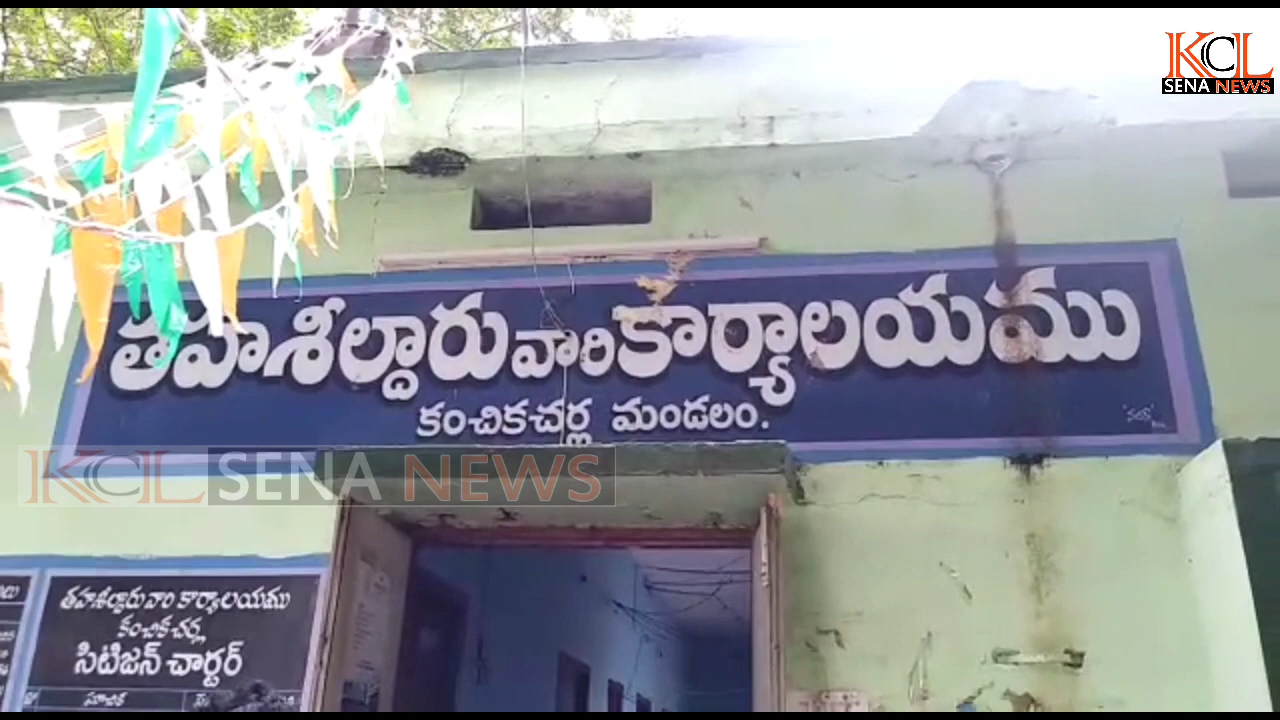 KCL
SENA NEWS
తహశీల్దారు వారి కార్యాలయము
కంచికచర్ల మండలం.
KCL SENA NEWS
తహశీల్దారు వారి కార్యాలయము
కంచికచర్ల
సిటిజన్ చార్టర్